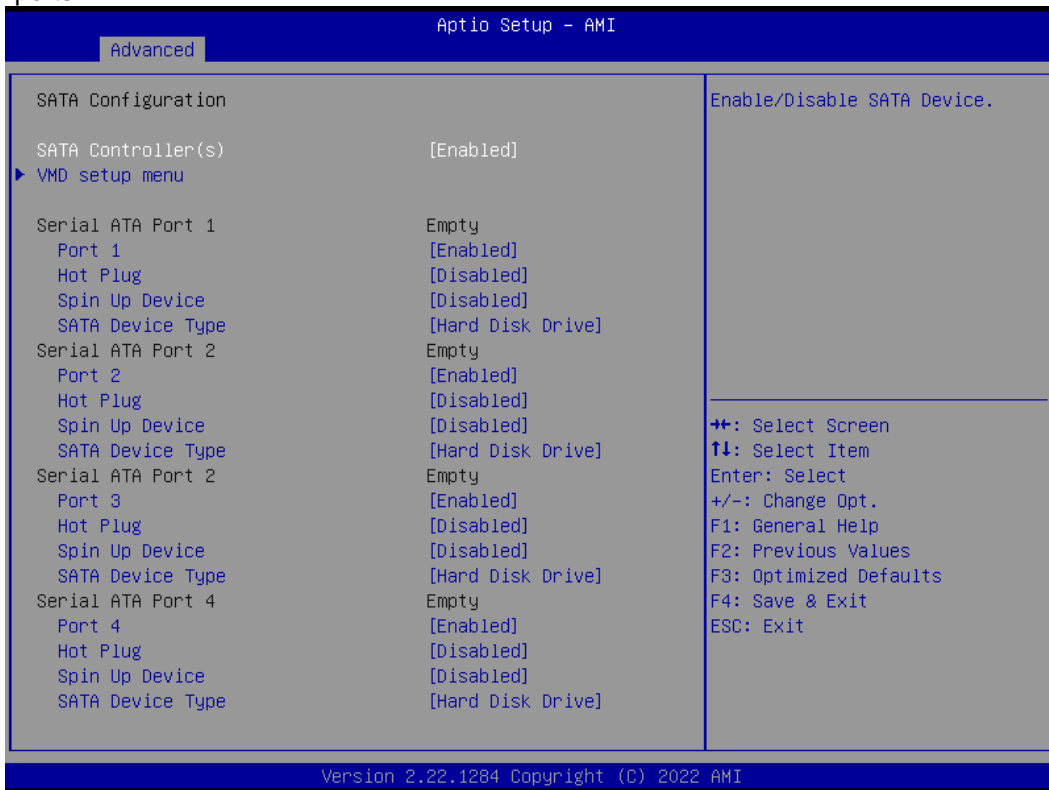 Aptio Setup – AMI
Advanced
SATA Configuration
SATA Controller(s) [Enabled]
VMD setup menu
Serial ATA Port 1 Empty
Port 1 [Enabled]
Hot Plug [Disabled]
Spin Up Device [Disabled]
SATA Device Type [Hard Disk Drive]
Serial ATA Port 2 Empty
Port 2 [Enabled]
Hot Plug [Disabled]
Spin Up Device [Disabled]
SATA Device Type [Hard Disk Drive]
Serial ATA Port 2 Empty
Port 3 [Enabled]
Hot Plug [Disabled]
Spin Up Device [Disabled]
SATA Device Type [Hard Disk Drive]
Serial ATA Port 4 Empty
Port 4 [Enabled]
Hot Plug [Disabled]
Spin Up Device [Disabled]
SATA Device Type [Hard Disk Drive]
Enable/Disable SATA Device.
→←: Select Screen
↑↓: Select Item
Enter: Select
+/-: Change Opt.
F1: General Help
F2: Previous Values
F3: Optimized Defaults
F4: Save & Exit
ESC: Exit
Version 2.22.1284 Copyright (C) 2022 AMI